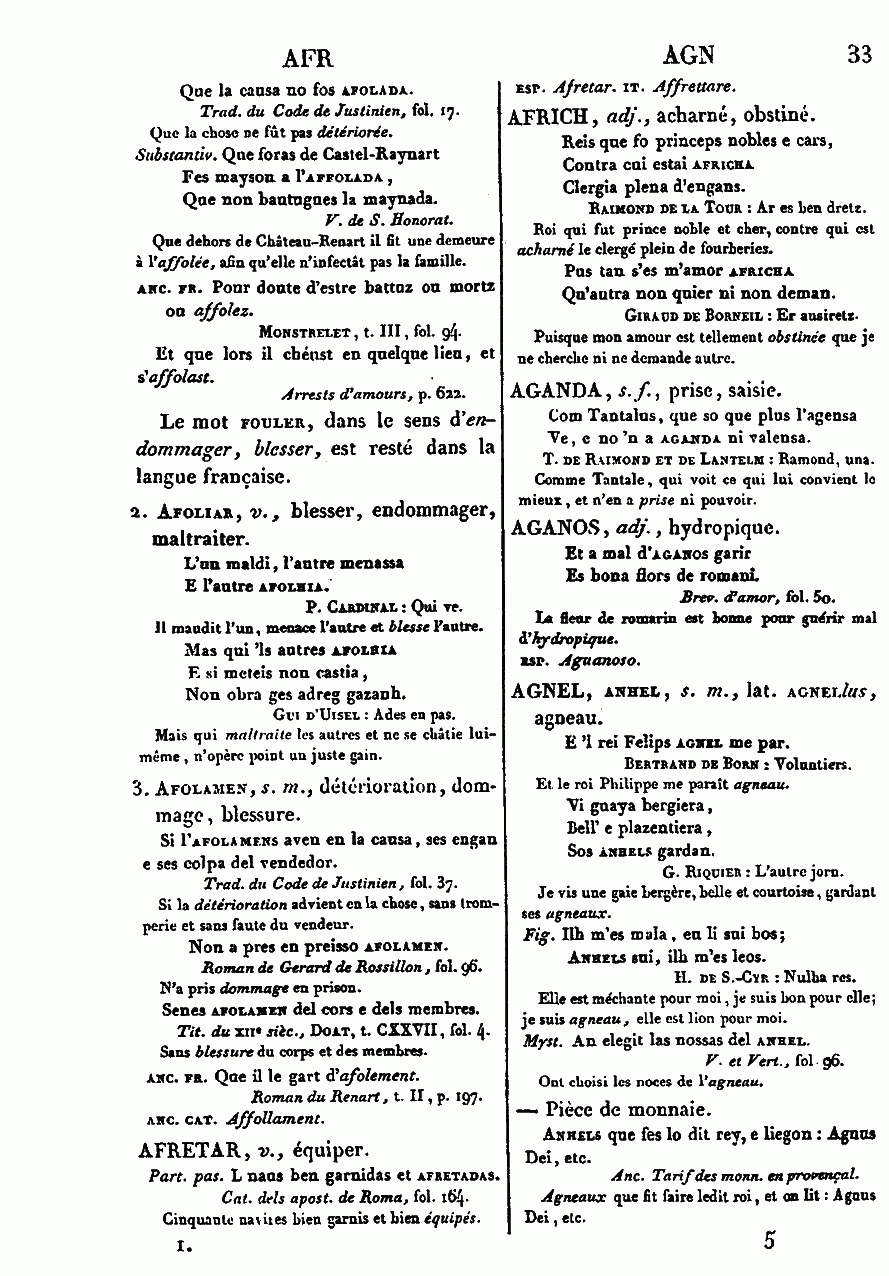 AFR
Que la causa no fos AFOLADA.
Trad. du Code de Justinien, fol. 17.
Que la chose ne fût pas détériorée.
Substantiv. Que foras de Castel-Raynart
Fes mayson a l'AFFOLADA,
Que non bantugnes la maynada.
V. de S. Honorat.
Que dehors de Château-Renart il fit une demeure
à l'affolée, afin qu'elle n'infectât pas la famille.
ANC. FR. Pour doute d'estre battuz ou mortz
ou affolez.
MONSTRELET, t. III, fol. 94.
Et que lors il chéust en quelque lieu, et
s'affolast.
Arrests d'amours, p. 622.
Le mot FOULER, dans le sens d'en-
dommager, blesser, est resté dans la
langue française.
2. AFOLIAR, v., blesser, endommager,
maltraiter.
L'un maldi, l'autre menassa
E l'autre AFOLHIA.
P. CARDINAL : Qui ve.
Il maudit l'un, menace l'autre et blesse l'autre.
Mas qui 'ls autres AFOLHIA
E si meteis non castia,
Non obra ges adreg gazanh.
GUI D'UISEL : Ades en pas.
Mais qui maltraite les autres et ne se châtie lui-
même, n'opère point un juste gain.
3. AFOLAMEN, s. m., détérioration, dom-
mage, blessure.
Si l'AFOLAMENS aven en la causa, ses engan
e ses colpa del vendedor.
Trad. du Code de Justinien, fol. 37.
Si la détérioration advient en la chose, sans trom-
perie et sans faute du vendeur.
Non a pres en preisso AFOLAMEN.
Roman de Gerard de Rossillon, fol. 96.
N'a pris dommage en prison.
Senes AFOLAMEN del cors e dels membres.
Tit. du XIIe sièc., DOAT, t. CXXVII, fol. 4.
Sans blessure du corps et des membres.
ANC. FR. Que il le gart d'afolement.
Roman du Renart, t. II, p. 197.
ANC. CAT. Affollament.
AFRETAR, v., équiper.
Part. pas. L naus ben garnidas et AFRETADAS.
Cat. dels apost. de Roma, fol. 164.
Cinquante navires bien garnis et bien équipés.
I.
AGN 33
ESP. Afretar. IT. Affrettare.
AFRICH, adj., acharné, obstiné.
Reis que fo princeps nobles e cars,
Contra cui estai AFRICHA
Clergia plena d'engans.
RAIMOND DE LA TOUR : Ar es ben dretz.
Roi qui fut prince noble et cher, contre qui est
acharné le clergé plein de fourberies.
Pus tan s'es m'amor AFRICHA
Qu'autra non quier ni non deman.
GIRAUD DE BORNEIL : Er ausiretz.
Puisque mon amour est tellement obstinée que je
ne cherche ni ne demande autre.
AGANDA, s. f., prise, saisie.
Com Tantalus, que so que plus l'agensa
Ve, e no 'n a AGANDA ni valensa.
T. DE RAIMOND ET DE LANTELM : Ramond, una.
Comme Tantale, qui voit ce qui lui convient le
mieux, et n'en a prise ni pouvoir.
AGANOS, adj., hydropique.
Et a mal d'AGANOS garir
Es bona flors de romani.
Brev. d'amor, fol. 50.
La fleur de romarin est bonne pour guérir mal
d'hydropique.
ESP. Aguanoso.
AGNEL, ANHEL, s. m., lat. AGNELlus,
agneau.
E 'l rei Felips AGNEL me par.
BERTRAND DE BORN : Voluntiers.
Et le roi Philippe me paraît agneau.
Vi guaya bergiera,
Bell' e plazentiera,
Sos ANHELS gardan.
G. RIQUIER : L'autre jorn.
Je vis une gaie bergère, belle et courtoise, gardant
ses agneaux.
Fig. Ilh m'es mala, eu li sui bos;
ANHELS sui, ilh m'es leos.
H. DE S.-CYR : Nulha res.
Elle est méchante pour moi, je suis bon pour elle;
je suis agneau, elle est lion pour moi.
Myst. An elegit las nossas del ANHEL.
V. et Vert., fol. 96.
Ont choisi les noces de l'agneau.
— Pièce de monnaie.
ANHELS que fes lo dit rey, e liegon : Agnus
Dei, etc.
Anc. Tarif des monn. en provençal.
Agneaux que fit faire ledit roi, et on lit : Agnus
Dei, etc.
5